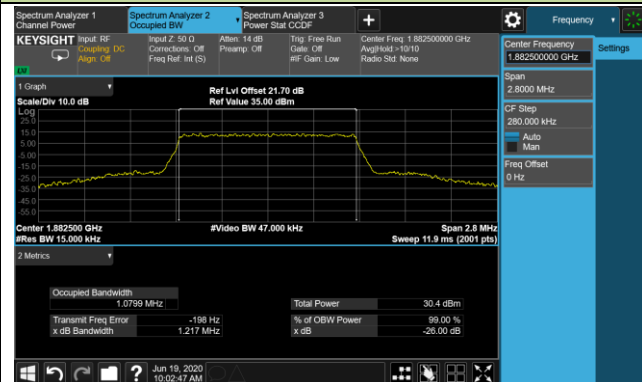 Spectrum Analyzer 1
Channel Power
Spectrum Analyzer 2
Occupied BW
Spectrum Analyzer 3
Power Stat CCDF
Frequency
KEYSIGHT
Input: RF
Coupling: DC
Align: Off
Input Z: 50 Ω
Corrections: Off
Freq Ref: Int (S)
Atten: 14 dB
Preamp: Off
Trig: Free Run
Gate: Off
#IF Gain: Low
Center Freq: 1.882500000 GHz
Avg|Hold:>10/10
Radio Std: None
Center Frequency
1.882500000 GHz
Settings
Span
2.8000 MHz
CF Step
280.000 kHz
Auto
Man
Freq Offset
0 Hz
1 Graph
Scale/Div 10.0 dB
Ref Lvl Offset 21.70 dB
Ref Value 35.00 dBm
Log
25.0
15.0
5.00
-5.00
-15.0
-25.0
-35.0
-45.0
-55.0
Center 1.882500 GHz
#Res BW 15.000 kHz
#Video BW 47.000 kHz
Span 2.8 MHz
Sweep 11.9 ms (2001 pts)
2 Metrics
Occupied Bandwidth
1.0799 MHz
Total Power 30.4 dBm
Transmit Freq Error -198 Hz
% of OBW Power 99.00 %
x dB Bandwidth 1.217 MHz
x dB -26.00 dB
?
Jun 19, 2020
10:02:47 AM